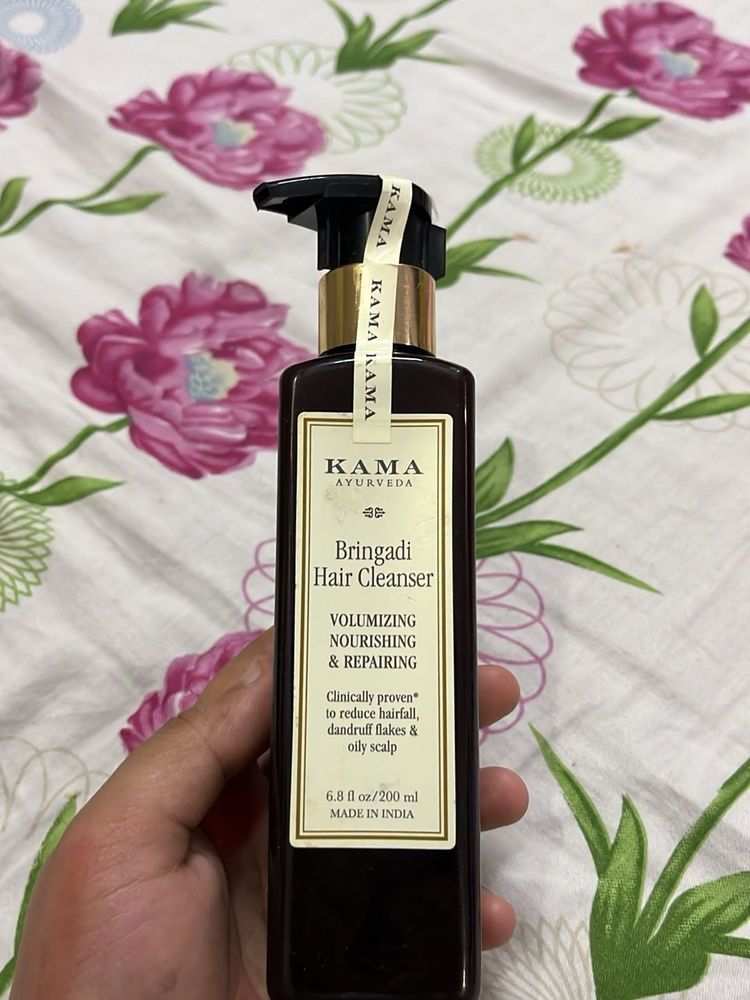 KAMA
KAMA KAMA
KAMA
AYURVEDA
Bringadi
Hair Cleanser
VOLUMIZING
NOURISHING
& REPAIRING
Clinically proven*
to reduce hairfall,
dandruff flakes &
oily scalp
6.8 fl oz/200 ml
MADE IN INDIA